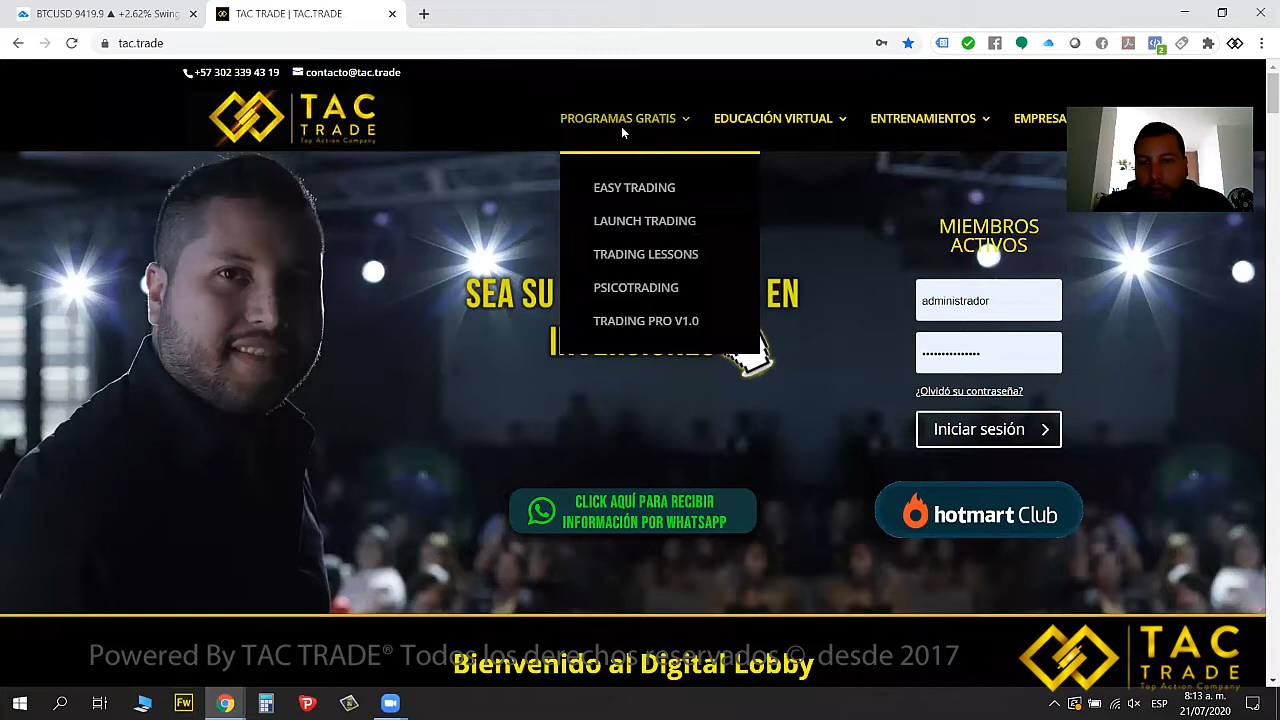 BTCUSD 9419.9 ▲+2.62% Swing
TAC TRADE | TAC.TRADE
tac.trade
2
+57 302 339 43 19
contacto@tac.trade
TAC
TRADE
Top Action Company
PROGRAMAS GRATIS
EDUCACIÓN VIRTUAL
ENTRENAMIENTOS
EMPRESA
EASY TRADING
LAUNCH TRADING
TRADING LESSONS
PSICOTRADING
TRADING PRO V1.0
SEA SU EN
MIEMBROS
ACTIVOS
administrador
••••••••••••••
¿Olvidó su contraseña?
Iniciar sesión
CLICK AQUÍ PARA RECIBIR
INFORMACIÓN POR WHATSAPP
hotmart Club
Powered By TAC TRADE® Todos los derechos reservados ©, desde 2017
Bienvenido al Digital Lobby
TAC
TRADE
Top Action Company
Fw
ESP
8:13 a. m.
21/07/2020